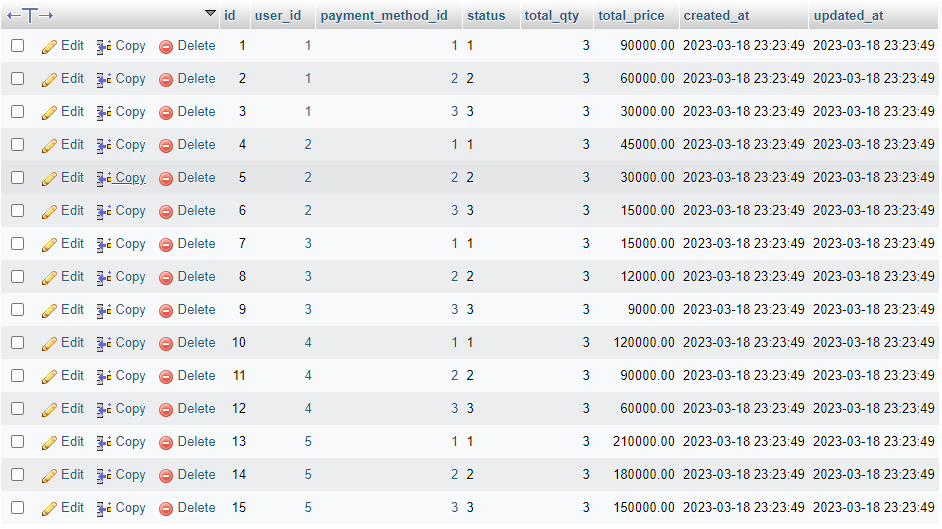 id user_id payment_method_id status total_qty total_price created_at updated_at
Edit Copy Delete 1 1 1 1 3 90000.00 2023-03-18 23:23:49 2023-03-18 23:23:49
Edit Copy Delete 2 1 2 2 3 60000.00 2023-03-18 23:23:49 2023-03-18 23:23:49
Edit Copy Delete 3 1 3 3 3 30000.00 2023-03-18 23:23:49 2023-03-18 23:23:49
Edit Copy Delete 4 2 1 1 3 45000.00 2023-03-18 23:23:49 2023-03-18 23:23:49
Edit Copy Delete 5 2 2 2 3 30000.00 2023-03-18 23:23:49 2023-03-18 23:23:49
Edit Copy Delete 6 2 3 3 3 15000.00 2023-03-18 23:23:49 2023-03-18 23:23:49
Edit Copy Delete 7 3 1 1 3 15000.00 2023-03-18 23:23:49 2023-03-18 23:23:49
Edit Copy Delete 8 3 2 2 3 12000.00 2023-03-18 23:23:49 2023-03-18 23:23:49
Edit Copy Delete 9 3 3 3 3 9000.00 2023-03-18 23:23:49 2023-03-18 23:23:49
Edit Copy Delete 10 4 1 1 3 120000.00 2023-03-18 23:23:49 2023-03-18 23:23:49
Edit Copy Delete 11 4 2 2 3 90000.00 2023-03-18 23:23:49 2023-03-18 23:23:49
Edit Copy Delete 12 4 3 3 3 60000.00 2023-03-18 23:23:49 2023-03-18 23:23:49
Edit Copy Delete 13 5 1 1 3 210000.00 2023-03-18 23:23:49 2023-03-18 23:23:49
Edit Copy Delete 14 5 2 2 3 180000.00 2023-03-18 23:23:49 2023-03-18 23:23:49
Edit Copy Delete 15 5 3 3 3 150000.00 2023-03-18 23:23:49 2023-03-18 23:23:49